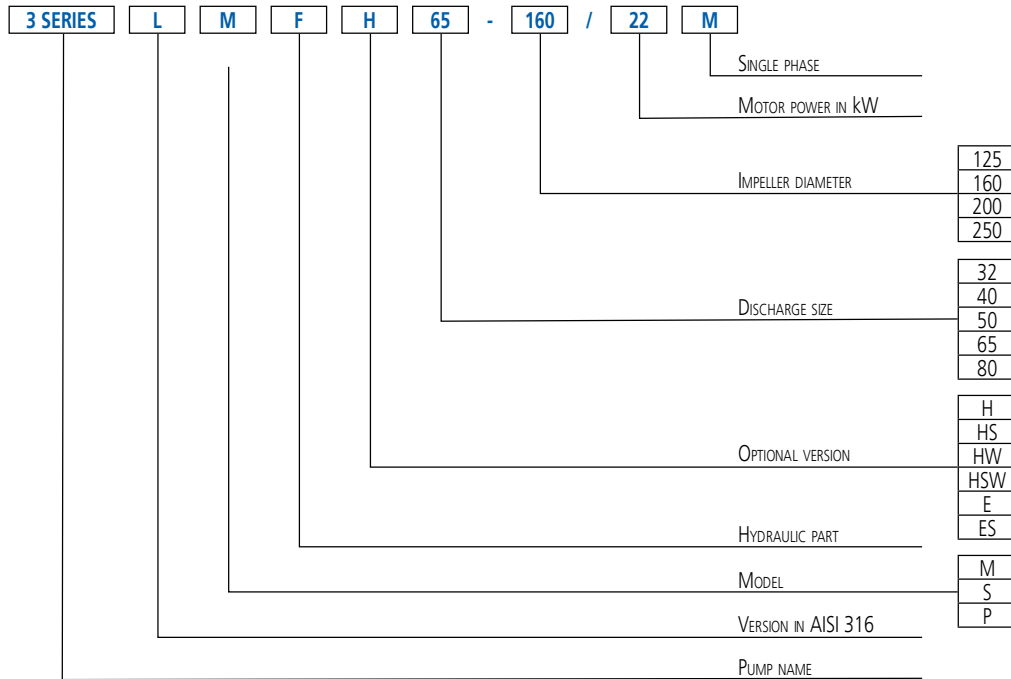 3 SERIES L M F H 65 - 160 / 22 M
SINGLE PHASE
MOTOR POWER IN kW
IMPELLER DIAMETER
125
160
200
250
DISCHARGE SIZE
32
40
50
65
80
OPTIONAL VERSION
H
HS
HW
HSW
E
ES
HYDRAULIC PART
MODEL
M
S
P
VERSION IN AISI 316
PUMP NAME